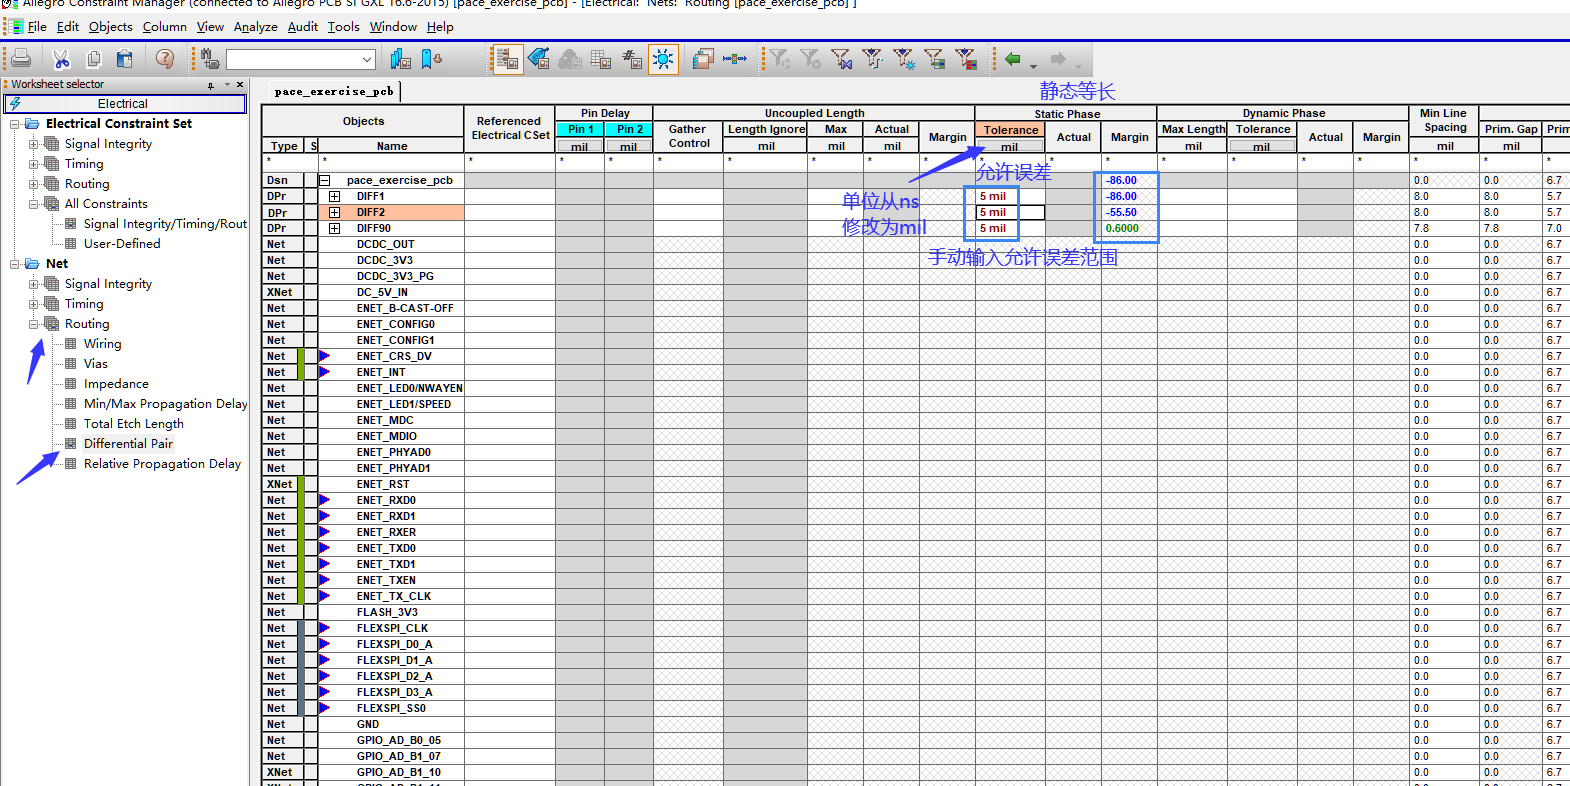 Allegro Constraint Manager (connected to Allegro PCB SI GXL 16.6-2015) [pace_exercise_pcb] - [Electrical: Nets: Routing [pace_exercise_pcb] ]
File Edit Objects Column View Analyze Audit Tools Window Help
Worksheet selector
Electrical
Electrical Constraint Set
Signal Integrity
Timing
Routing
All Constraints
Signal Integrity/Timing/Rout
User-Defined
Net
Signal Integrity
Timing
Routing
Wiring
Vias
Impedance
Min/Max Propagation Delay
Total Etch Length
Differential Pair
Relative Propagation Delay
pace_exercise_pcb
静态等长
Objects Referenced Electrical CSet Pin Delay Uncoupled Length Static Phase Dynamic Phase Min Line Spacing
Pin 1 Pin 2 Gather Control Length Ignore Max Actual Margin Tolerance Actual Margin Max Length Tolerance Actual Margin Prim. Gap Prim
Type S Name mil mil mil mil mil mil mil mil mil mil
* * * * * * * * * * * * * * * * * * *
允许误差
单位从ns
修改为mil
手动输入允许误差范围
Dsn pace_exercise_pcb -86.00 0.0 0.0 6.7
DPr DIFF1 5 mil -86.00 8.0 8.0 5.7
DPr DIFF2 5 mil -55.50 8.0 8.0 5.7
DPr DIFF90 5 mil 0.6000 7.8 7.8 7.0
Net DCDC_OUT 0.0 0.0 6.7
Net DCDC_3V3 0.0 0.0 6.7
Net DCDC_3V3_PG 0.0 0.0 6.7
XNet DC_5V_IN 0.0 0.0 6.7
Net ENET_B-CAST-OFF 0.0 0.0 6.7
Net ENET_CONFIG0 0.0 0.0 6.7
Net ENET_CONFIG1 0.0 0.0 6.7
Net ENET_CRS_DV 0.0 0.0 6.7
Net ENET_INT 0.0 0.0 6.7
Net ENET_LED0/NWAYEN 0.0 0.0 6.7
Net ENET_LED1/SPEED 0.0 0.0 6.7
Net ENET_MDC 0.0 0.0 6.7
Net ENET_MDIO 0.0 0.0 6.7
Net ENET_PHYAD0 0.0 0.0 6.7
Net ENET_PHYAD1 0.0 0.0 6.7
XNet ENET_RST 0.0 0.0 6.7
Net ENET_RXD0 0.0 0.0 6.7
Net ENET_RXD1 0.0 0.0 6.7
Net ENET_RXER 0.0 0.0 6.7
Net ENET_TXD0 0.0 0.0 6.7
Net ENET_TXD1 0.0 0.0 6.7
Net ENET_TXEN 0.0 0.0 6.7
Net ENET_TX_CLK 0.0 0.0 6.7
Net FLASH_3V3 0.0 0.0 6.7
Net FLEXSPI_CLK 0.0 0.0 6.7
Net FLEXSPI_D0_A 0.0 0.0 6.7
Net FLEXSPI_D1_A 0.0 0.0 6.7
Net FLEXSPI_D2_A 0.0 0.0 6.7
Net FLEXSPI_D3_A 0.0 0.0 6.7
Net FLEXSPI_SS0 0.0 0.0 6.7
Net GND 0.0 0.0 6.7
Net GPIO_AD_B0_05 0.0 0.0 6.7
Net GPIO_AD_B1_07 0.0 0.0 6.7
XNet GPIO_AD_B1_10 0.0 0.0 6.7